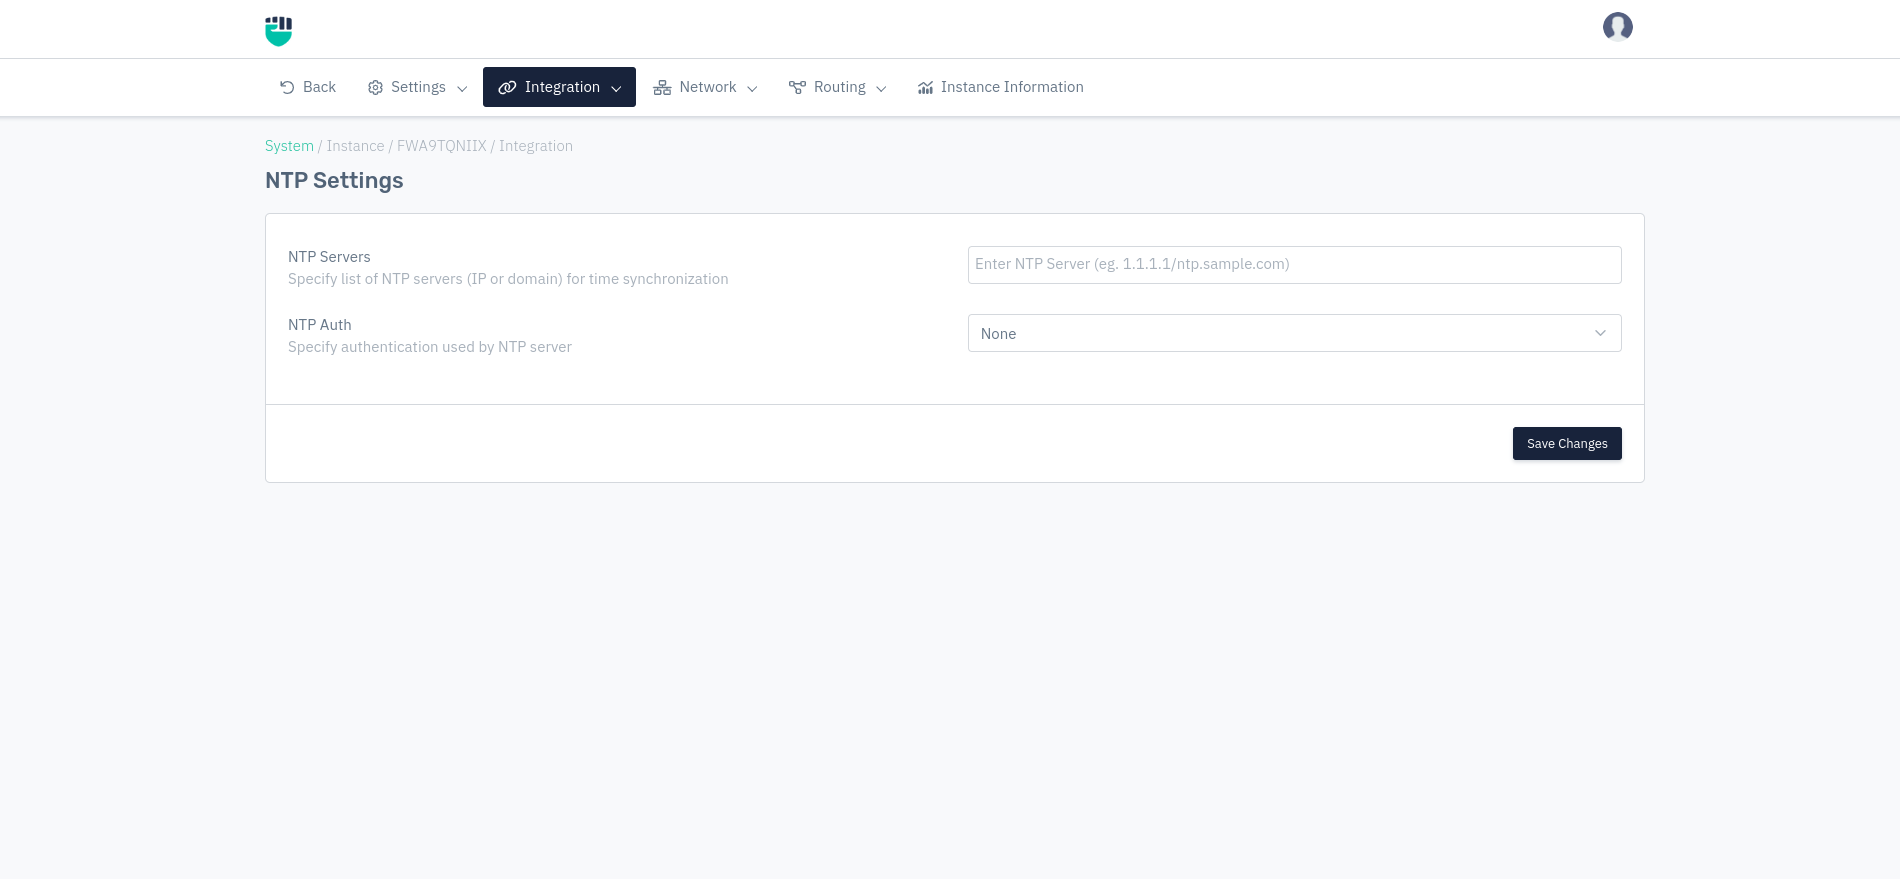 Back Settings Integration Network Routing Instance Information
System / Instance / FWA9TQNIIX / Integration
NTP Settings
NTP Servers
Specify list of NTP servers (IP or domain) for time synchronization
Enter NTP Server (eg. 1.1.1.1/ntp.sample.com)
NTP Auth
Specify authentication used by NTP server
None
Save Changes